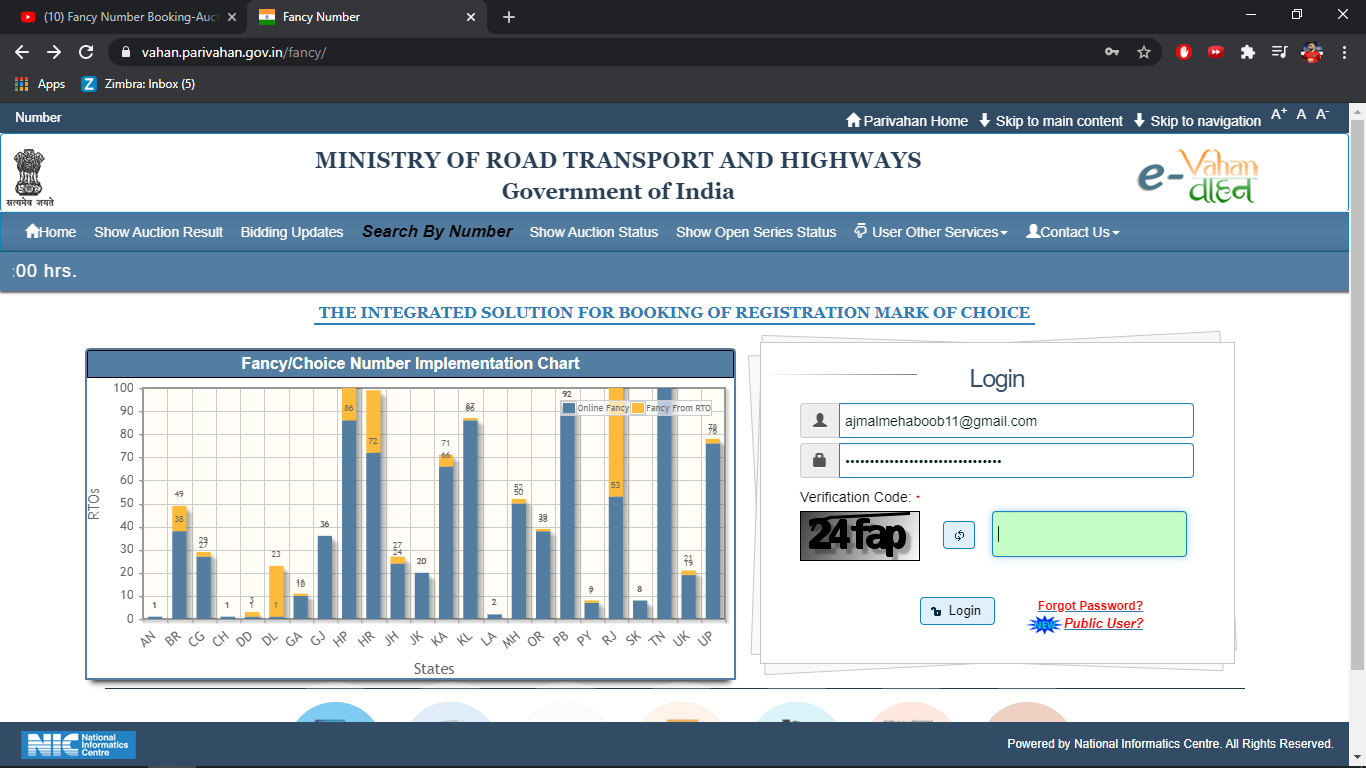 (10) Fancy Number Booking-Auc
Fancy Number
vahan.parivahan.gov.in/fancy/
Apps
Zimbra: Inbox (5)
Number
Parivahan Home Skip to main content Skip to navigation A+ A A-
सत्यमेव जयते
MINISTRY OF ROAD TRANSPORT AND HIGHWAYS
Government of India
e-Vahan
वाहन
Home Show Auction Result Bidding Updates Search By Number Show Auction Status Show Open Series Status User Other Services Contact Us
:00 hrs.
THE INTEGRATED SOLUTION FOR BOOKING OF REGISTRATION MARK OF CHOICE
Fancy/Choice Number Implementation Chart
Online Fancy Fancy From RTO
RTOs
100
90
80
70
60
50
40
30
20
10
0
1
49
38
29
27
1
3
1
23
1
11
10
36
86
72
27
24
20
71
66
87
86
2
52
50
39
38
92
53
8
21
19
78
76
AN BR CG CH DD DL GA GJ HP HR JH JK KA KL LA MH OR PB PY RJ SK TN UK UP
States
Login
ajmalmehaboob11@gmail.com
Verification Code: *
24fap
Login
Forgot Password?
NEW Public User?
NIC National Informatics Centre
Powered by National Informatics Centre. All Rights Reserved.